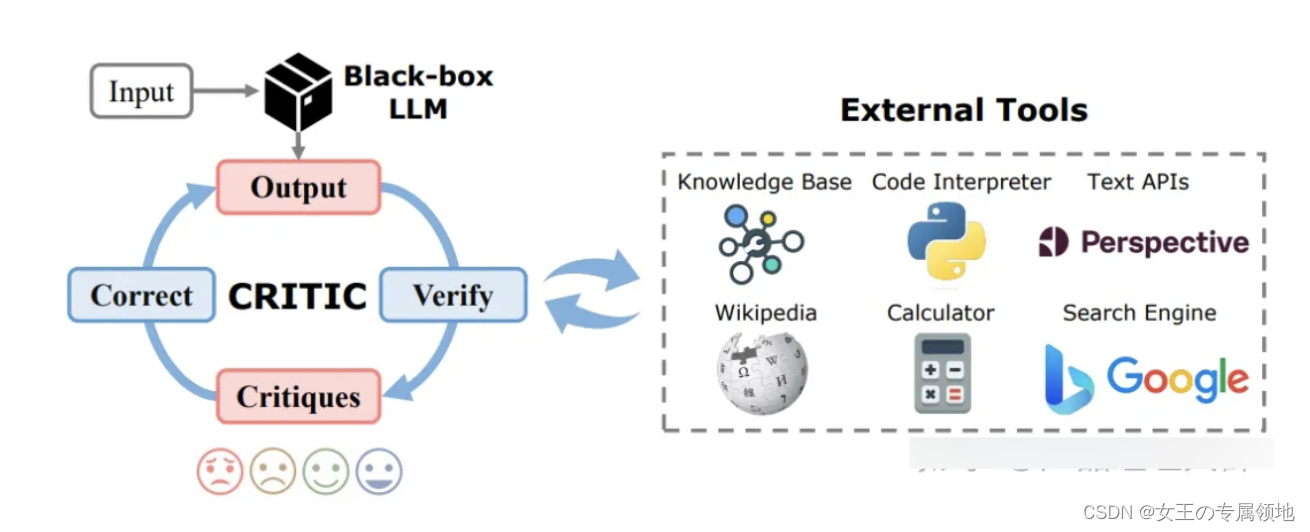 Input
Black-box
LLM
Output
Correct
CRITIC
Verify
Critiques
External Tools
Knowledge Base Code Interpreter Text APIs
Perspective
Wikipedia Calculator Search Engine
Google
CSDN @女王の专属领地